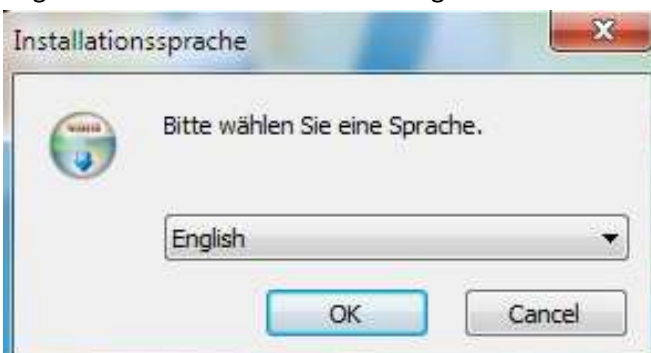 Installationssprache
Bitte wählen Sie eine Sprache.
English
OK
Cancel